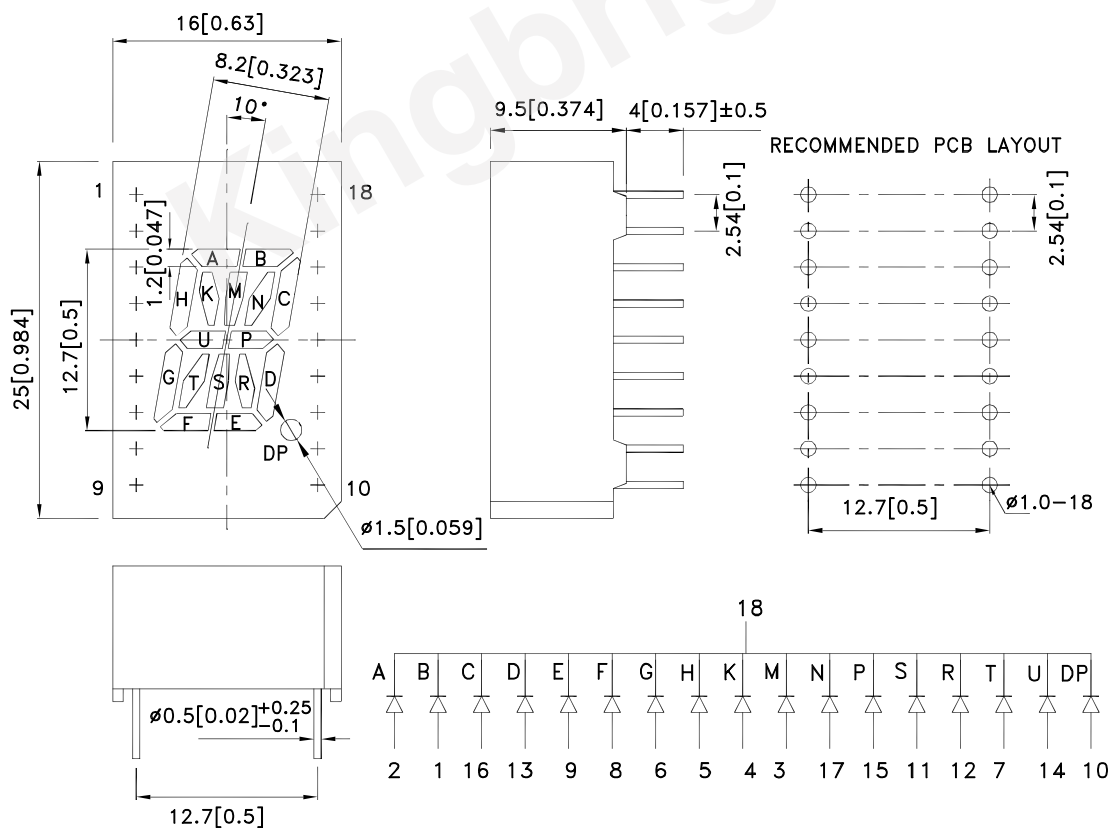 Kingbrig
16[0.63]
8.2[0.323]
10°
1
18
1.2[0.047]
A B
H K M N C
U P
G T S R D
F E
DP
12.7[0.5]
25[0.984]
9
10
ø1.5[0.059]
9.5[0.374]
4[0.157]±0.5
2.54[0.1]
RECOMMENDED PCB LAYOUT
2.54[0.1]
12.7[0.5]
ø1.0-18
ø0.5[0.02]+0.25
-0.1
12.7[0.5]
18
A B C D E F G H K M N P S R T U DP
2 1 16 13 9 8 6 5 4 3 17 15 11 12 7 14 10